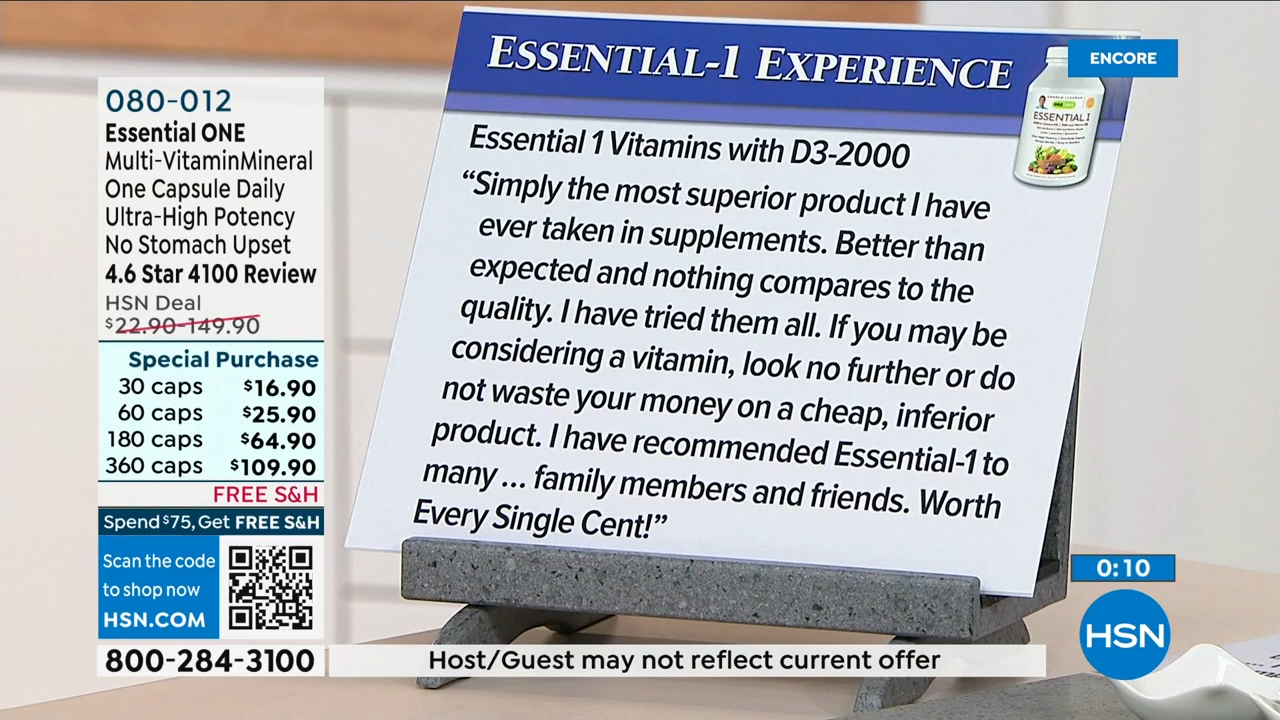 ESSENTIAL-1 EXPERIENCE
ENCORE
ESSENTIAL 1
Essential 1 Vitamins with D3-2000
“Simply the most superior product I have
ever taken in supplements. Better than
expected and nothing compares to the
quality. I have tried them all. If you may be
considering a vitamin, look no further or do
not waste your money on a cheap, inferior
product. I have recommended Essential-1 to
many ... family members and friends. Worth
Every Single Cent!”
080-012
Essential ONE
Multi-VitaminMineral
One Capsule Daily
Ultra-High Potency
No Stomach Upset
4.6 Star 4100 Review
HSN Deal
$22.90-149.90
Special Purchase
30 caps $16.90
60 caps $25.90
180 caps $64.90
360 caps $109.90
FREE S&H
Spend $75, Get FREE S&H
Scan the code
to shop now
HSN.COM
800-284-3100
Host/Guest may not reflect current offer
0:10
HSN